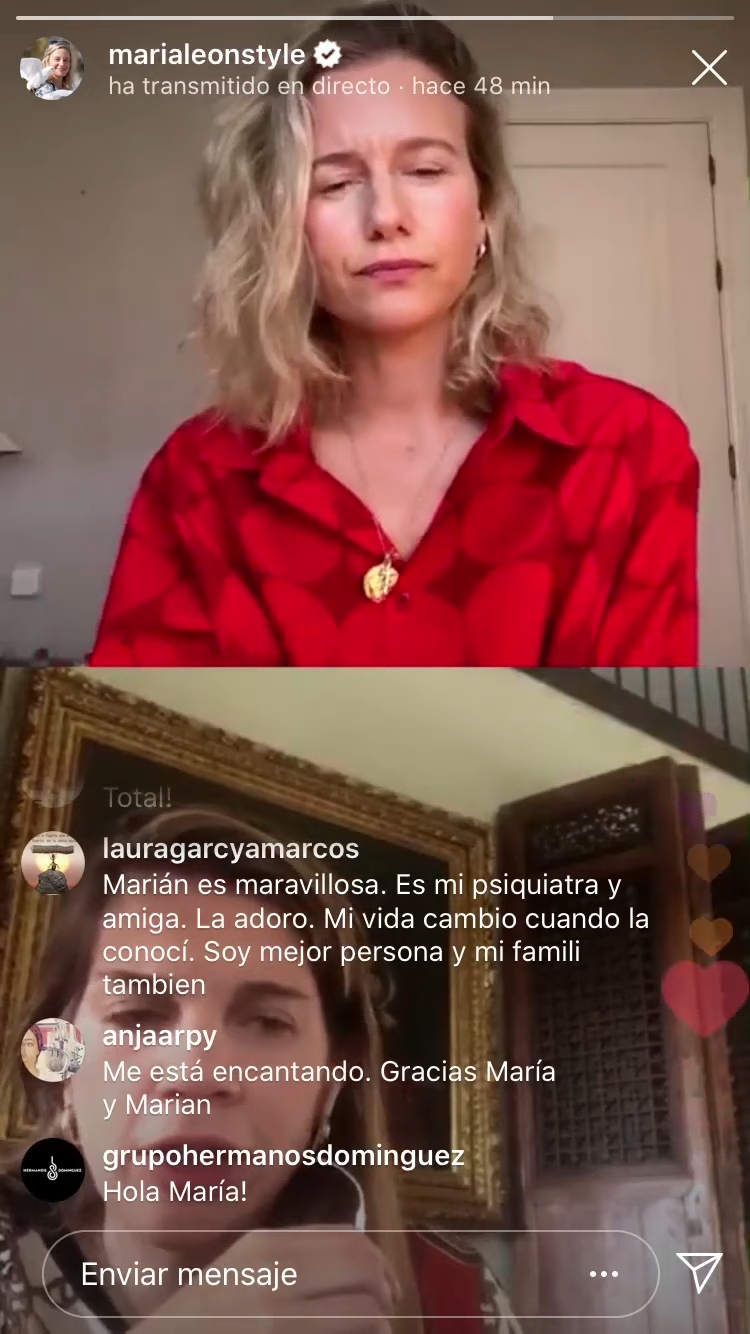 marialeonstyle
ha transmitido en directo · hace 48 min
Total!
lauragarcyamarcos
Marián es maravillosa. Es mi psiquiatra y
amiga. La adoro. Mi vida cambio cuando la
conocí. Soy mejor persona y mi famili
tambien
anjaarpy
Me está encantando. Gracias María
y Marian
HERMANOS DOMINGUEZ
grupohermanosdominguez
Hola María!
Enviar mensaje